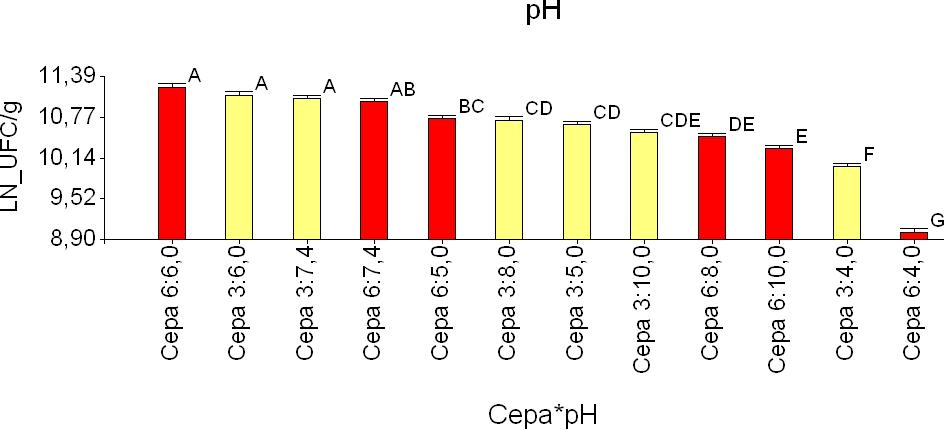 pH
11,39
10,77
10,14
9,52
8,90
LN_UFC/g
A
A
A
AB
BC
CD
CD
CDE
DE
E
F
G
Cepa 6:6,0
Cepa 3:6,0
Cepa 3:7,4
Cepa 6:7,4
Cepa 6:5,0
Cepa 3:8,0
Cepa 3:5,0
Cepa 3:10,0
Cepa 6:8,0
Cepa 6:10,0
Cepa 3:4,0
Cepa 6:4,0
Cepa*pH